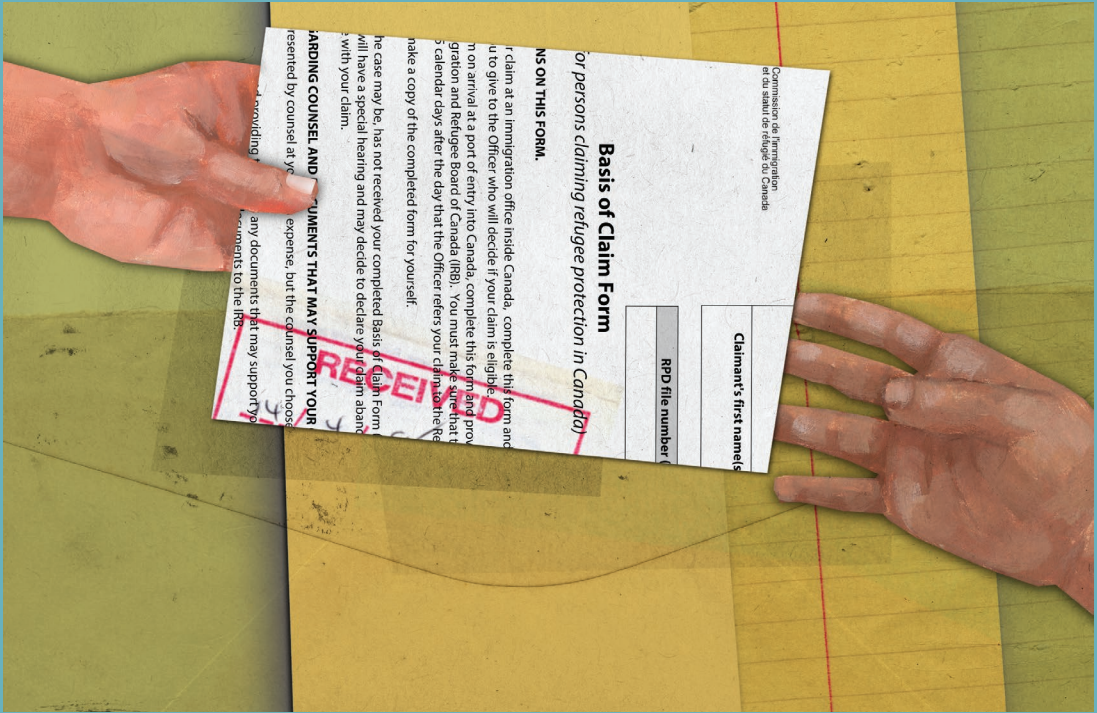 Commission de l'immigration
et du statut de réfugié du Canada
Claimant's first name(s
RPD file number (
Basis of Claim Form
or persons claiming refugee protection in Canada)
NS ON THIS FORM.
r claim at an immigration office inside Canada, complete this form and
u to give to the Officer who will decide if your claim is eligible.
m on arrival at a port of entry into Canada, complete this form and prov
gration and Refugee Board of Canada (IRB). You must make sure that t
5 calendar days after the day that the Officer refers your claim to the Re
make a copy of the completed form for yourself.
he case may be, has not received your completed Basis of Claim Form
will have a special hearing and may decide to declare your claim aband
with your claim.
GARDING COUNSEL AND CUMENTS THAT MAY SUPPORT YOUR
resented by counsel at yo expense, but the counsel you choose
d providing any documents that may support yo
ocuments to the IRB.
RECEIVED